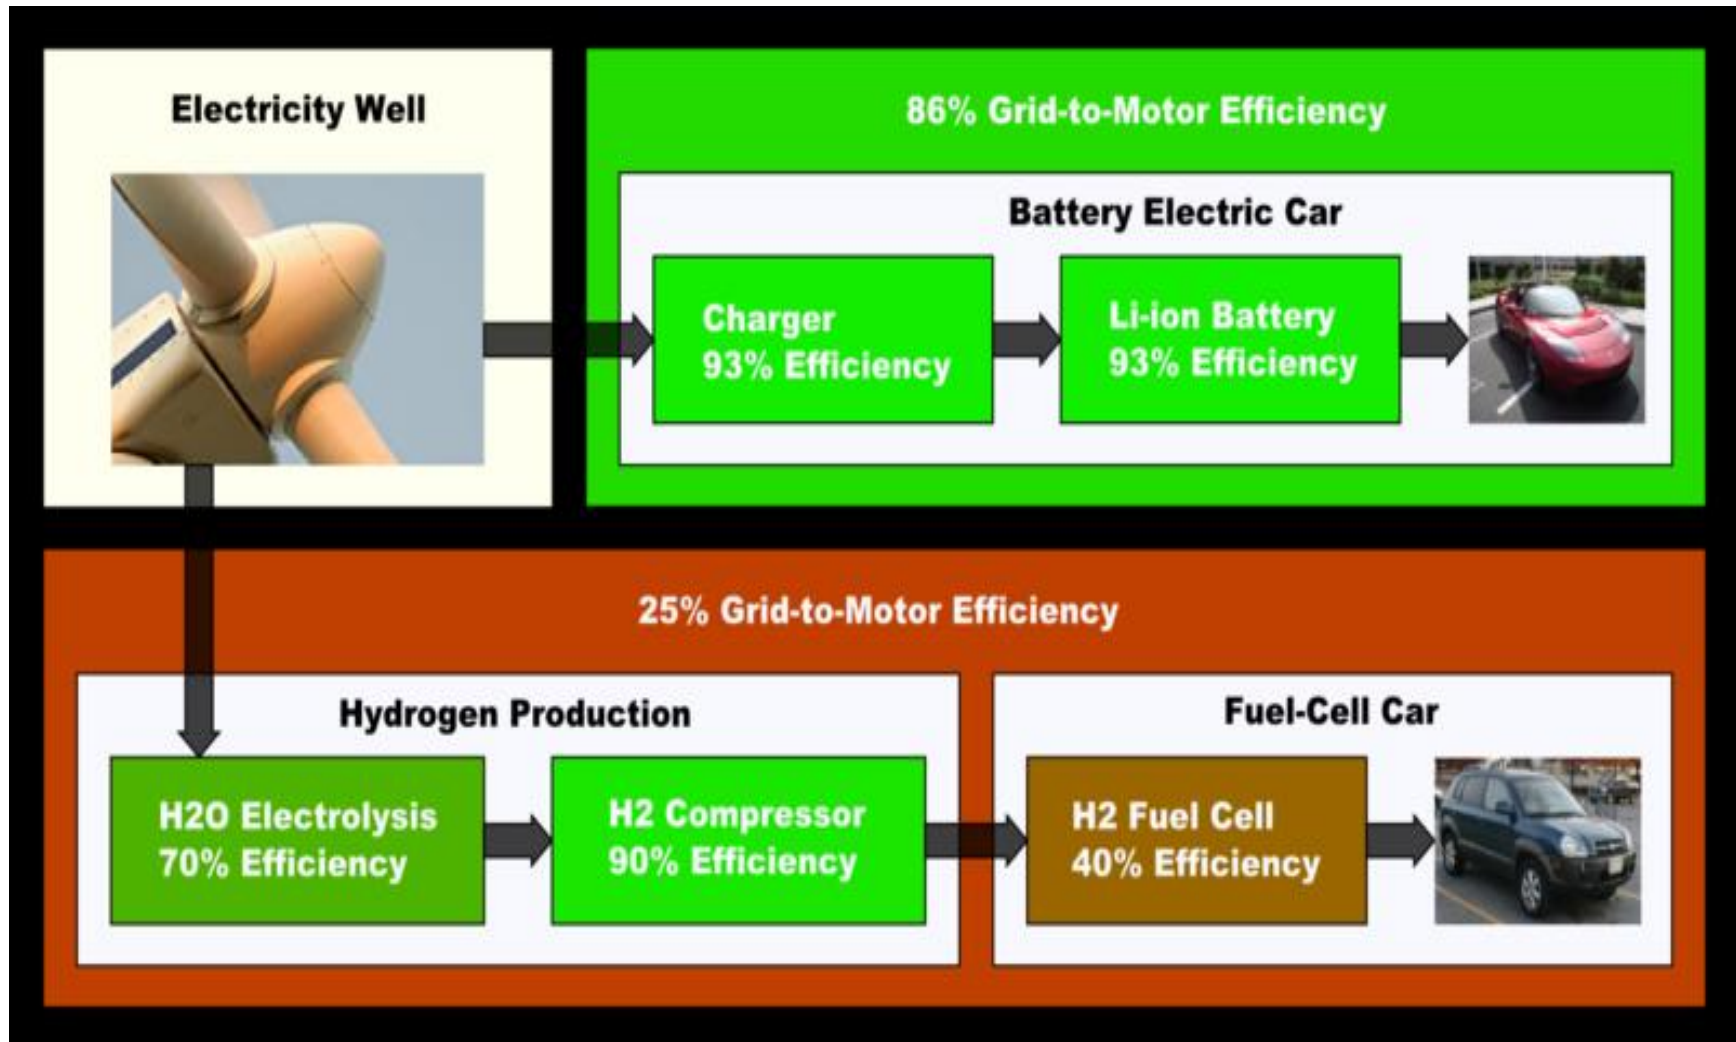 Electricity Well
86% Grid-to-Motor Efficiency
Battery Electric Car
Charger
93% Efficiency
Li-ion Battery
93% Efficiency
25% Grid-to-Motor Efficiency
Hydrogen Production
H2O Electrolysis
70% Efficiency
H2 Compressor
90% Efficiency
Fuel-Cell Car
H2 Fuel Cell
40% Efficiency